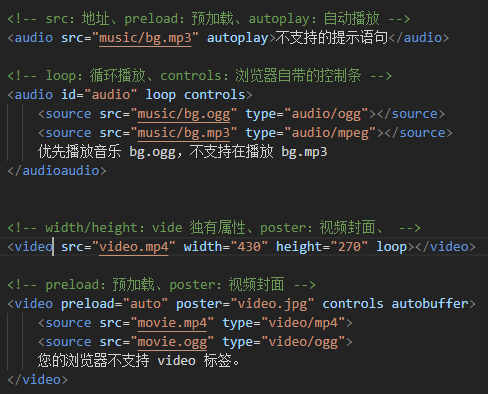 <!-- src：地址、preload：预加载、autoplay：自动播放 -->
<audio src="music/bg.mp3" autoplay>不支持的提示语句</audio>
<!-- loop：循环播放、controls：浏览器自带的控制条 -->
<audio id="audio" loop controls>
<source src="music/bg.ogg" type="audio/ogg"></source>
<source src="music/bg.mp3" type="audio/mpeg"></source>
优先播放音乐 bg.ogg，不支持在播放 bg.mp3
</audioaudio>
<!-- width/height：vide 独有属性、poster：视频封面、 -->
<video src="video.mp4" width="430" height="270" loop></video>
<!-- preload：预加载、poster：视频封面 -->
<video preload="auto" poster="video.jpg" controls autobuffer>
<source src="movie.mp4" type="video/mp4">
<source src="movie.ogg" type="video/ogg">
您的浏览器不支持 video 标签。
</video>